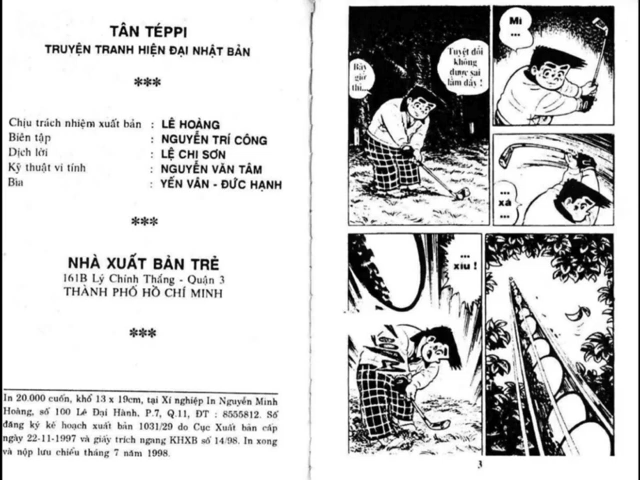 TÂN TÉPPI
TRUYỆN TRANH HIỆN ĐẠI NHẬT BẢN
***
Chịu trách nhiệm xuất bản : LÊ HOÀNG
Biên tập : NGUYỄN TRÍ CÔNG
Dịch lời : LỆ CHI SƠN
Kỹ thuật vi tính : NGUYỄN VÂN TÂM
Bìa : YẾN VÂN - ĐỨC HẠNH
***
NHÀ XUẤT BẢN TRẺ
161B Lý Chính Thắng - Quận 3
THÀNH PHỐ HỒ CHÍ MINH
***
In 20.000 cuốn, khổ 13 x 19cm, tại Xí nghiệp In Nguyễn Minh
Hoàng, số 100 Lê Đại Hành, P.7, Q.11, ĐT : 8555812. Số
đăng ký kế hoạch xuất bản 1031/29 do Cục Xuất bản cấp
ngày 22-11-1997 và giấy trích ngang KHXB số 14/98. In xong
và nộp lưu chiểu tháng 7 năm 1998.
Bây
giờ
thì...
Tuyệt đối
không
được sai
lầm đấy !
Mi
...
...
xá
...
...
xíu !
3